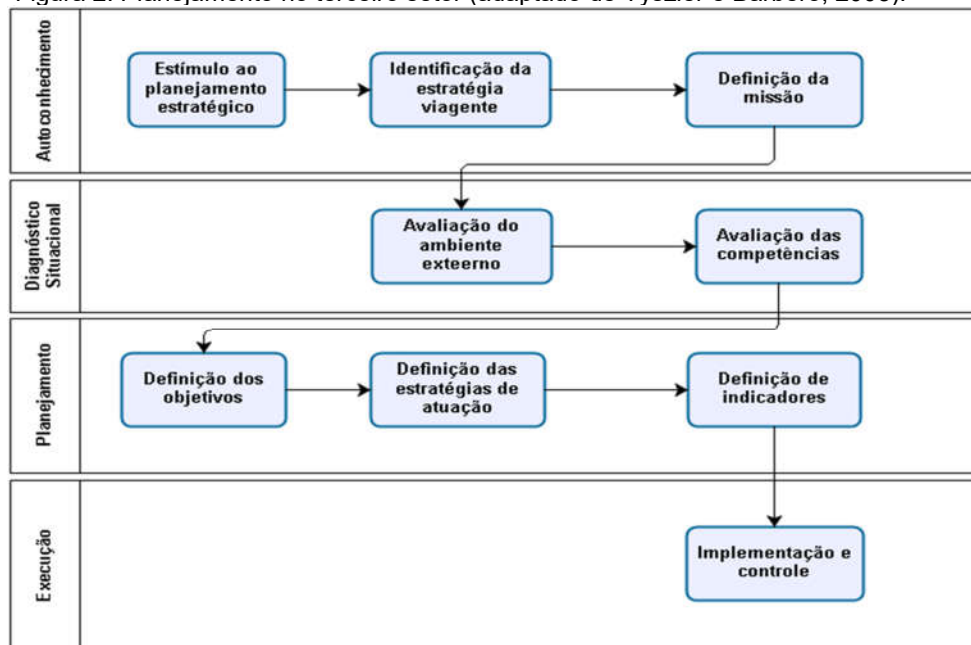 Autoconhecimento
Estímulo ao
planejamento
estratégico
Identificação da
estratégia
viagente
Definição da
missão
Diagnóstico
Situacional
Avaliação do
ambiente
exteerno
Avaliação das
competências
Planejamento
Definição dos
objetivos
Definição das
estratégias de
atuação
Definição de
indicadores
Execução
Implementação e
controle